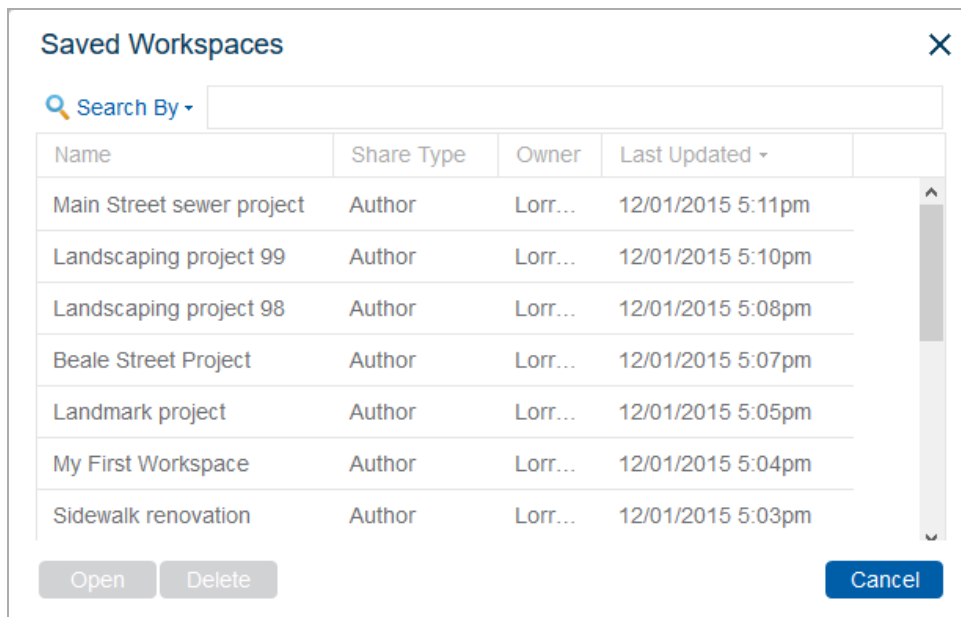 Saved Workspaces
Search By
Name Share Type Owner Last Updated
Main Street sewer project Author Lorr... 12/01/2015 5:11pm
Landscaping project 99 Author Lorr... 12/01/2015 5:10pm
Landscaping project 98 Author Lorr... 12/01/2015 5:08pm
Beale Street Project Author Lorr... 12/01/2015 5:07pm
Landmark project Author Lorr... 12/01/2015 5:05pm
My First Workspace Author Lorr... 12/01/2015 5:04pm
Sidewalk renovation Author Lorr... 12/01/2015 5:03pm
Open Delete Cancel